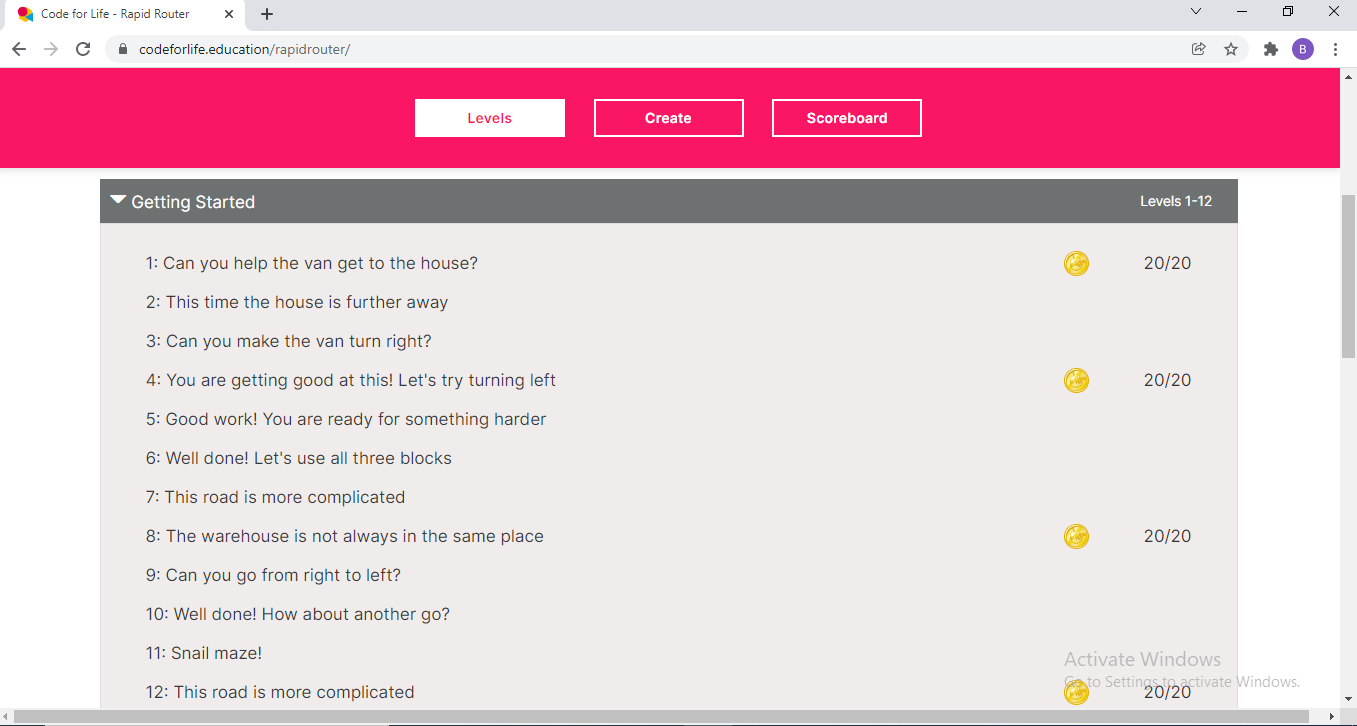 Code for Life - Rapid Router
codeforlife.education/rapidrouter/
B
Levels Create Scoreboard
Getting Started Levels 1-12
1: Can you help the van get to the house? 20/20
2: This time the house is further away
3: Can you make the van turn right?
4: You are getting good at this! Let's try turning left 20/20
5: Good work! You are ready for something harder
6: Well done! Let's use all three blocks
7: This road is more complicated
8: The warehouse is not always in the same place 20/20
9: Can you go from right to left?
10: Well done! How about another go?
11: Snail maze!
Activate Windows
Go to Settings to activate Windows.
12: This road is more complicated 20/20